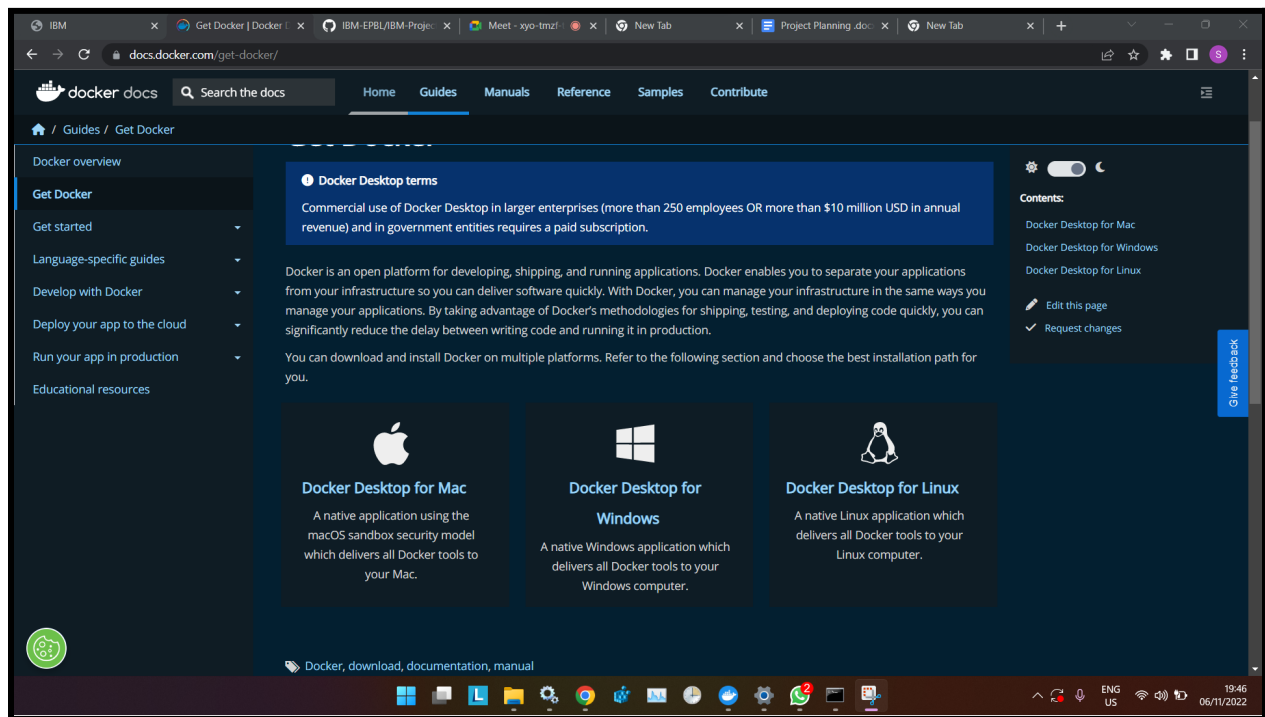 IBM
Get Docker | Docker D
IBM-EPBL/IBM-Projec
Meet - xyo-tmzf-
New Tab
Project Planning .doc
New Tab
docs.docker.com/get-docker/
S
docker docs
Search the docs
Home
Guides
Manuals
Reference
Samples
Contribute
/ Guides / Get Docker
Get Docker
Docker overview
Get Docker
Get started
Language-specific guides
Develop with Docker
Deploy your app to the cloud
Run your app in production
Educational resources
Docker Desktop terms
Commercial use of Docker Desktop in larger enterprises (more than 250 employees OR more than $10 million USD in annual
revenue) and in government entities requires a paid subscription.
Docker is an open platform for developing, shipping, and running applications. Docker enables you to separate your applications
from your infrastructure so you can deliver software quickly. With Docker, you can manage your infrastructure in the same ways you
manage your applications. By taking advantage of Docker's methodologies for shipping, testing, and deploying code quickly, you can
significantly reduce the delay between writing code and running it in production.
You can download and install Docker on multiple platforms. Refer to the following section and choose the best installation path for
you.
Docker Desktop for Mac
A native application using the
macOS sandbox security model
which delivers all Docker tools to
your Mac.
Docker Desktop for
Windows
A native Windows application which
delivers all Docker tools to your
Windows computer.
Docker Desktop for Linux
A native Linux application which
delivers all Docker tools to your
Linux computer.
Docker, download, documentation, manual
Contents:
Docker Desktop for Mac
Docker Desktop for Windows
Docker Desktop for Linux
Edit this page
Request changes
Give feedback
L
2
ENG
US
19:46
06/11/2022